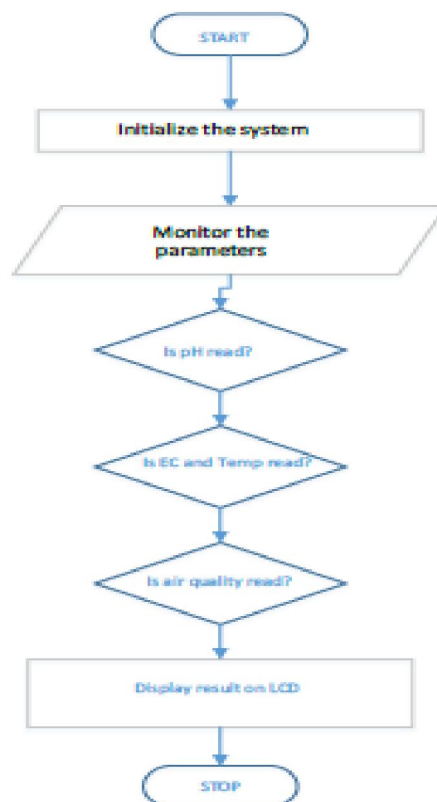 START
Initialize the system
Monitor the
parameters
Is pH read?
Is EC and Temp read?
Is air quality read?
Display result on LCD
STOP